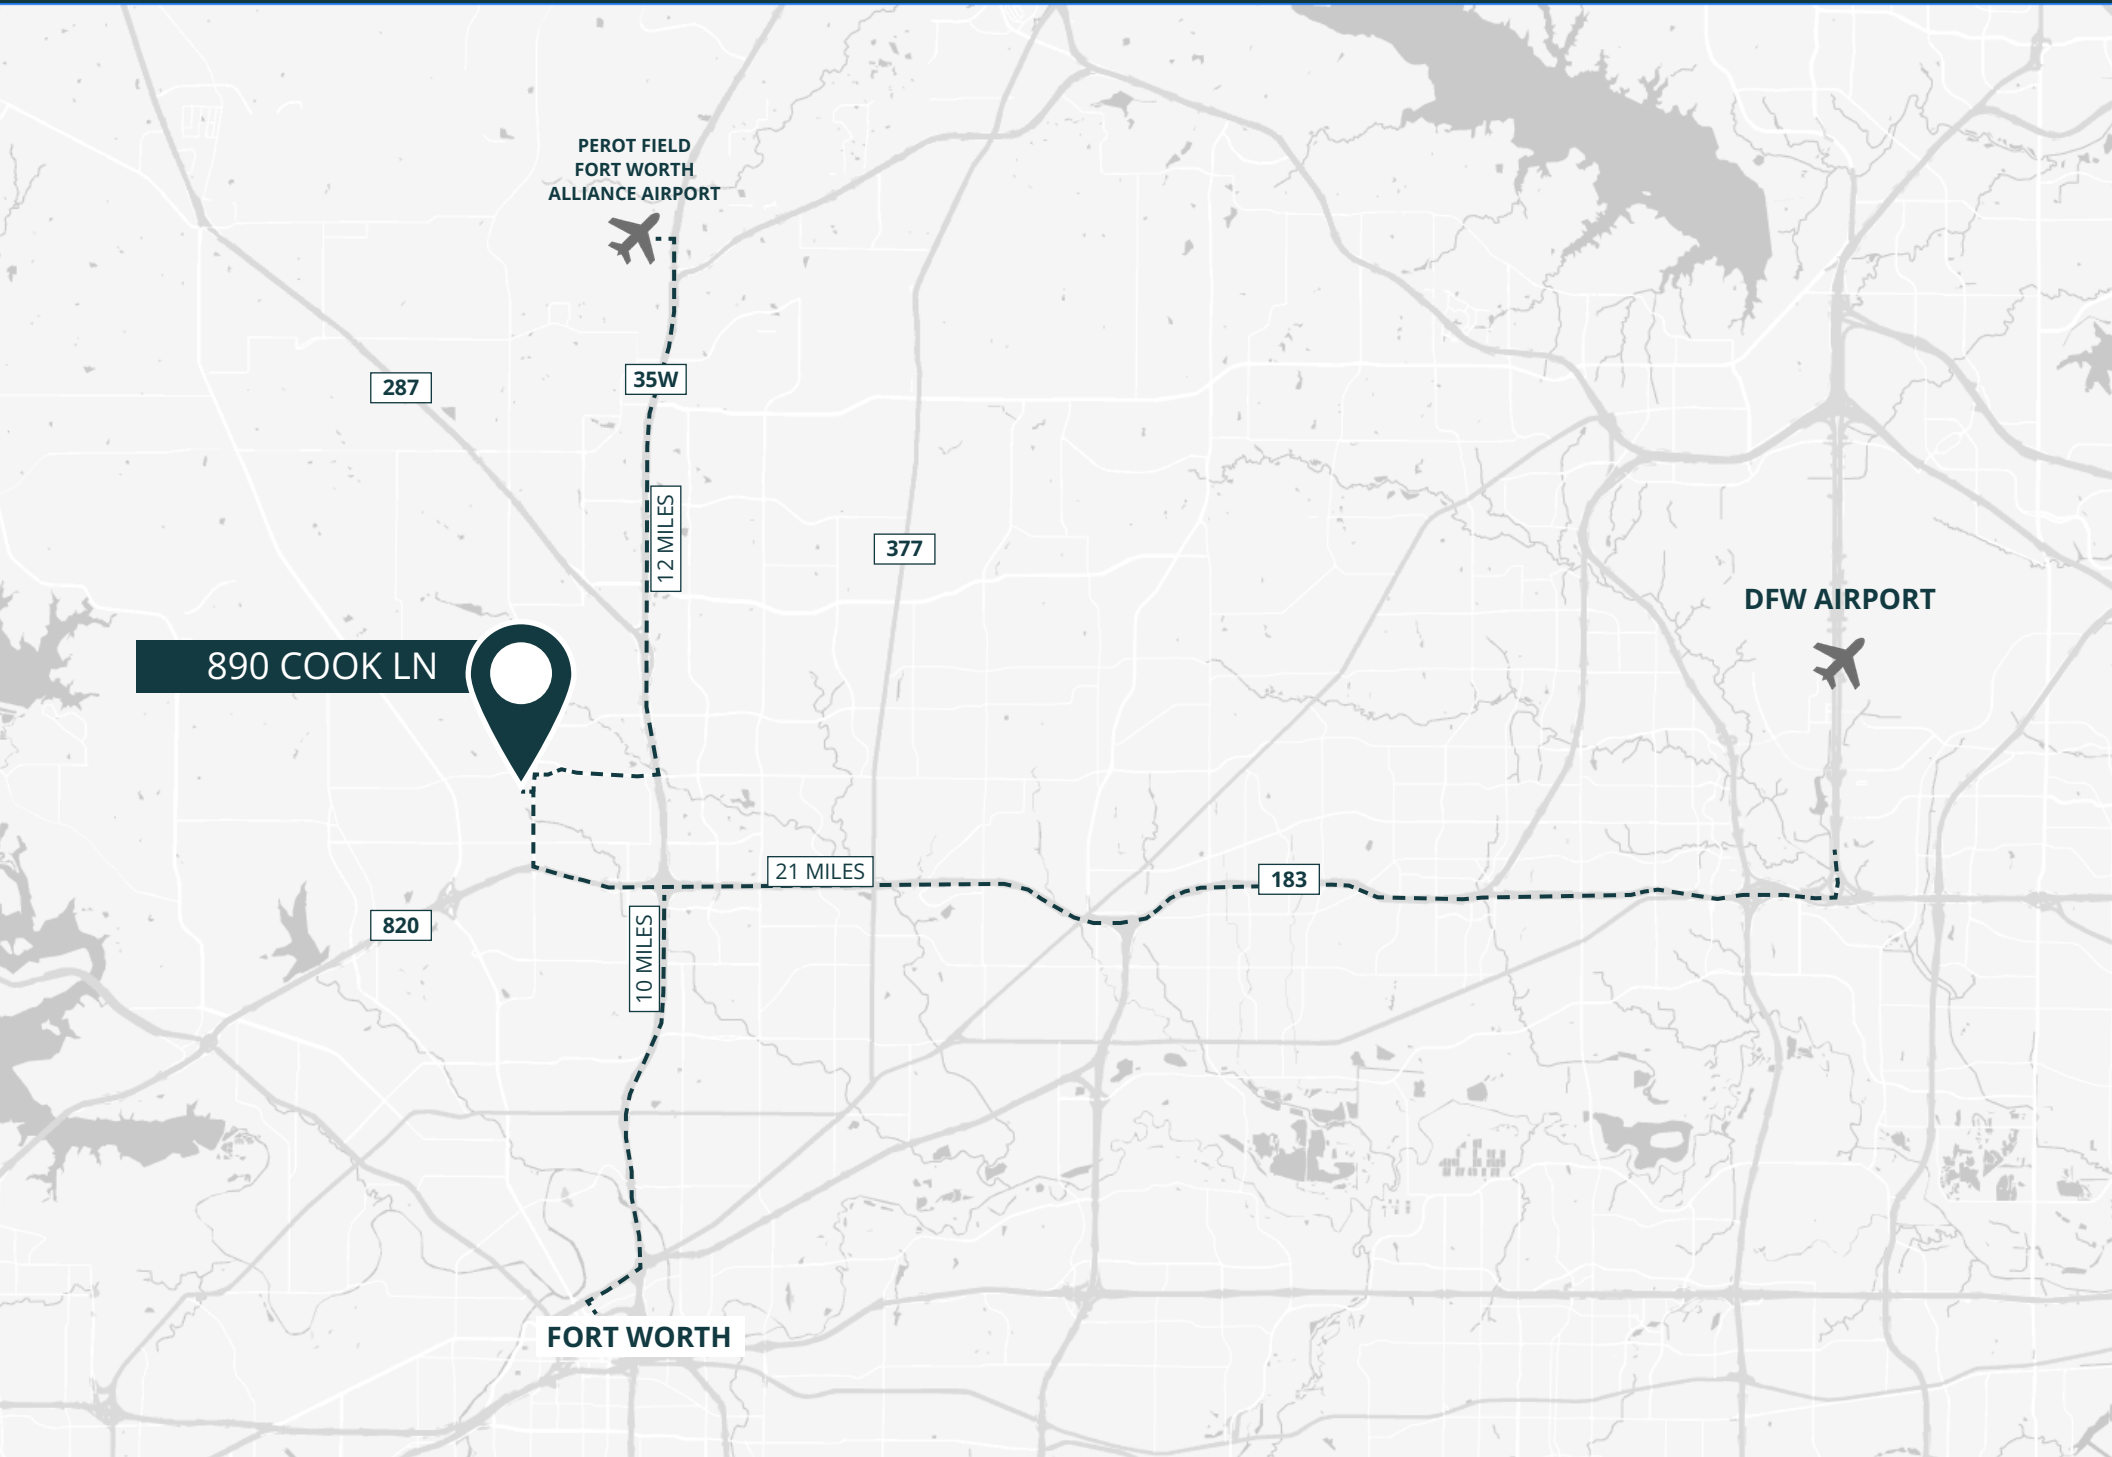 PEROT FIELD
FORT WORTH
ALLIANCE AIRPORT
287
35W
12 MILES
377
DFW AIRPORT
890 COOK LN
21 MILES
183
820
10 MILES
FORT WORTH